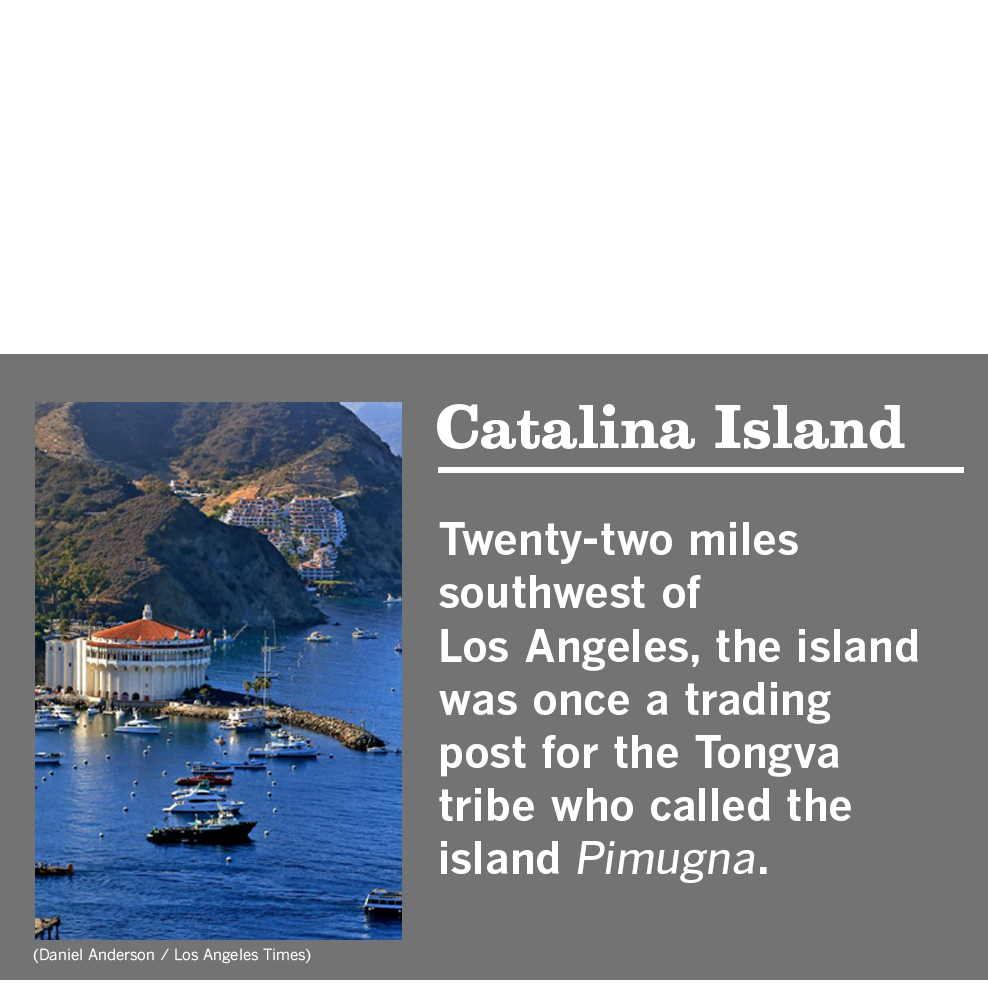 Catalina Island
Twenty-two miles
southwest of
Los Angeles, the island
was once a trading
post for the Tongva
tribe who called the
island Pimugna.
(Daniel Anderson / Los Angeles Times)